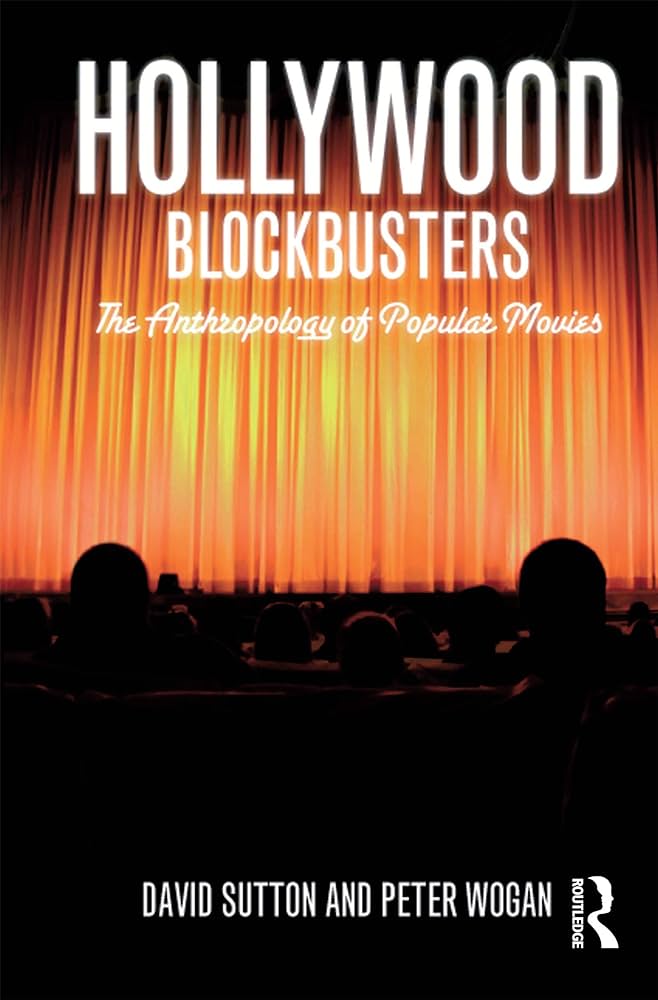 HOLLYWOOD
BLOCKBUSTERS
The Anthropology of Popular Movies
DAVID SUTTON AND PETER WOGAN
ROUTLEDGE